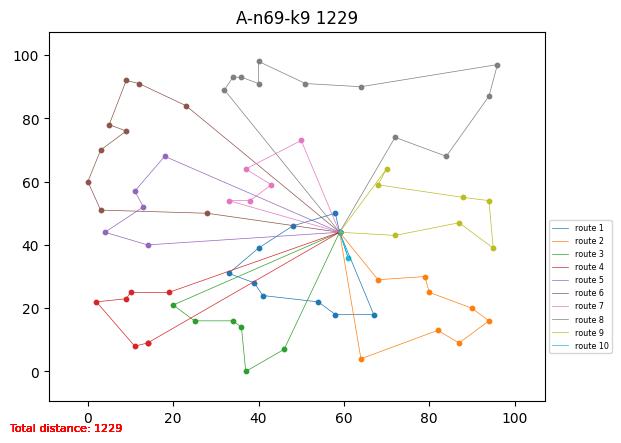 A-n69-k9 1229
100
80
60
40
20
0
0 20 40 60 80 100
route 1
route 2
route 3
route 4
route 5
route 6
route 7
route 8
route 9
route 10
Total distance: 1229